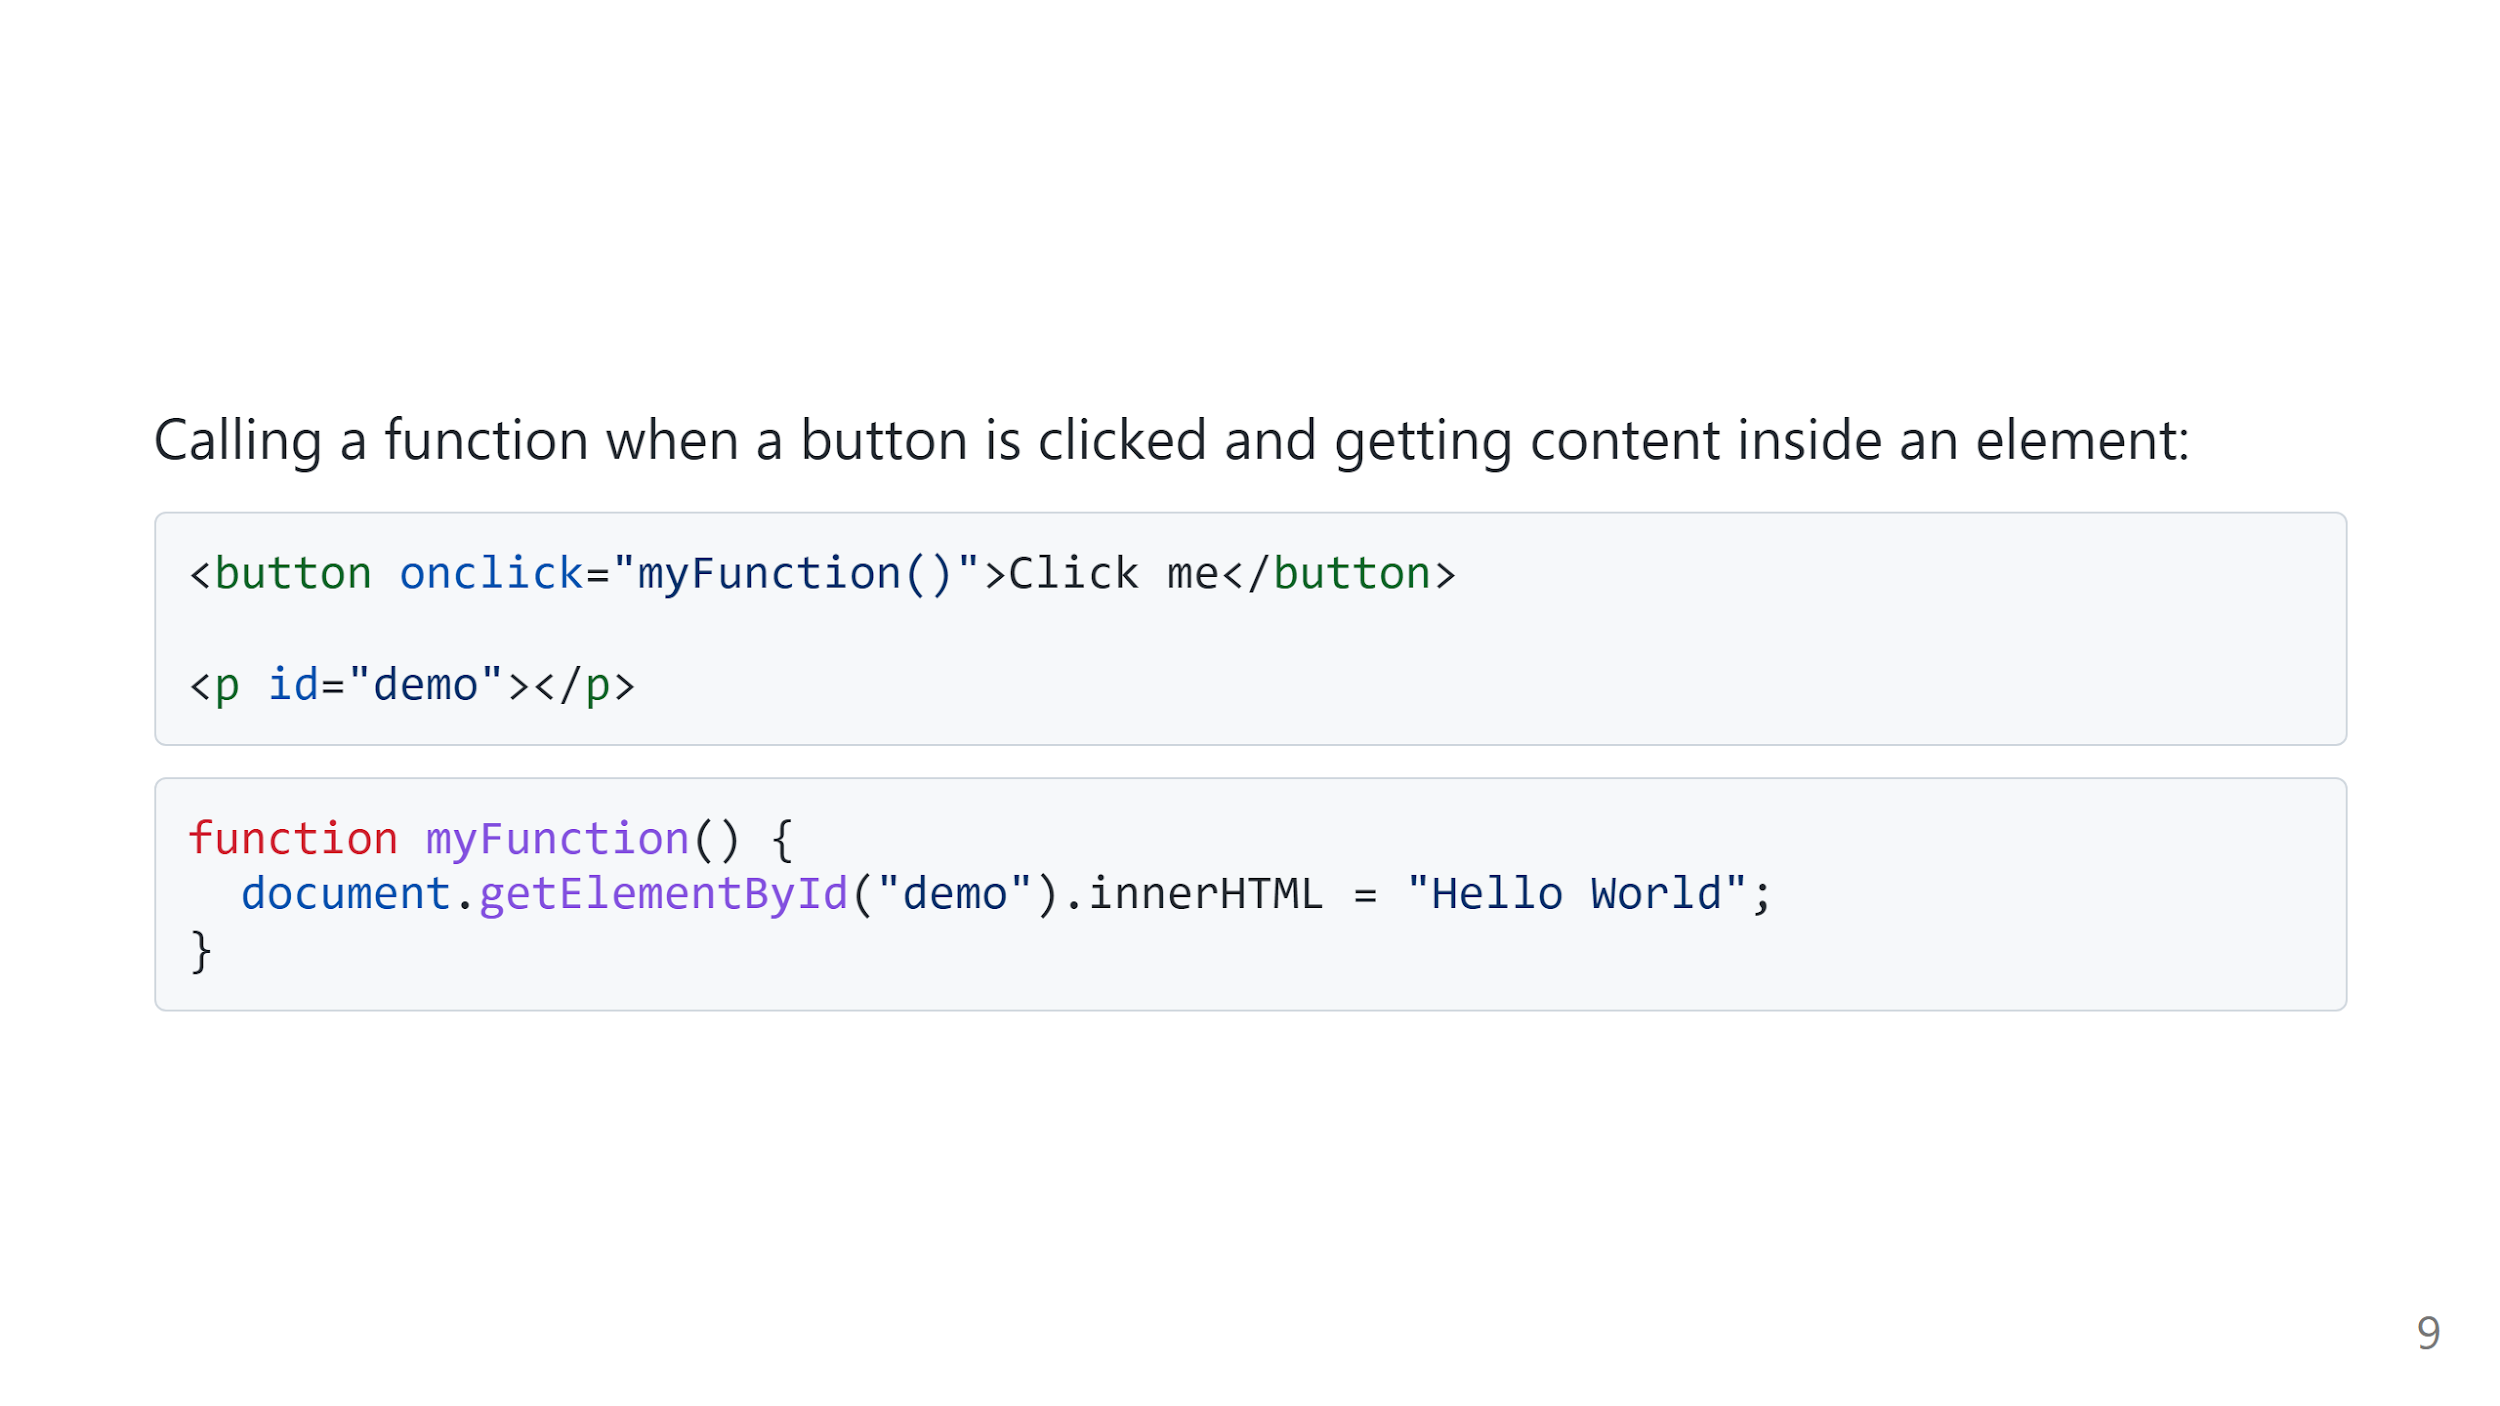 Calling a function when a button is clicked and getting content inside an element:
<button onclick="myFunction()">Click me</button>
<p id="demo"></p>
function myFunction() {
  document.getElementById("demo").innerHTML = "Hello World";
}
9